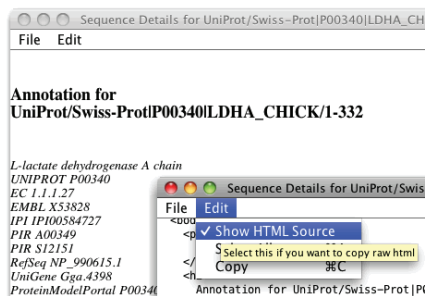 Sequence Details for UniProt/Swiss-Prot|P00340|LDHA_CH
File Edit
Annotation for
UniProt/Swiss-Prot|P00340|LDHA_CHICK/1-332
L-lactate dehydrogenase A chain
UNIPROT P00340
EC 1.1.1.27
EMBL X53828
IPI IPI00584727
PIR A00349
PIR S12151
RefSeq NP_990615.1
UniGene Gga.4398
ProteinModelPortal P0034
Sequence Details for UniProt/Swis
File Edit
<bod
<p
✓ Show HTML Source
Select this if you want to copy raw html
</
Copy ⌘C
<h
Annotation for UniProt/Swiss-Prot|P